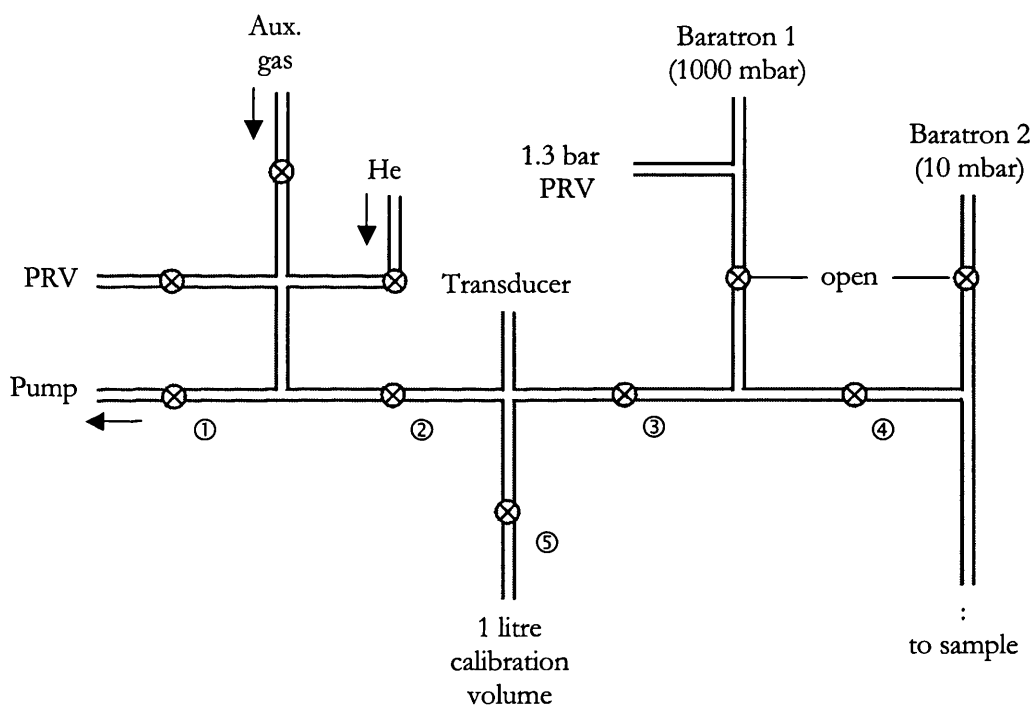 Aux.
gas
Baratron 1
(1000 mbar)
Baratron 2
(10 mbar)
1.3 bar
PRV
He
PRV
Transducer
open
Pump
①
②
③
④
⑤
1 litre
calibration
volume
:
to sample